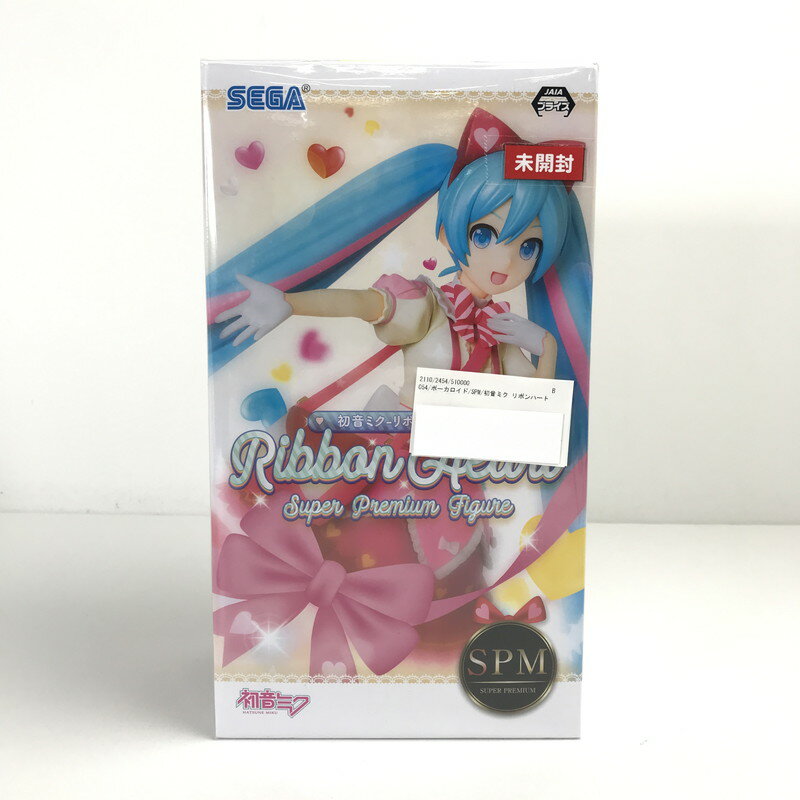 SEGA®
JAIA
プライズ
未開封
2110/2454/510000
B
054/ボーカロイド/SPM/初音ミク リボンハート
初音ミク-リボ
Ribbon Heart
Super Premium Figure
SPM
SUPER PREMIUM
初音ミク
HATSUNE MIKU